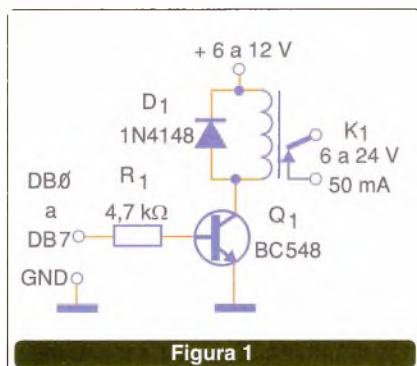 + 6 a 12 V
D1
1N4148
K1
6 a 24 V
50 mA
DBØ
a
DB7
R1
4,7 kΩ
Q1
BC548
GND
Figura 1